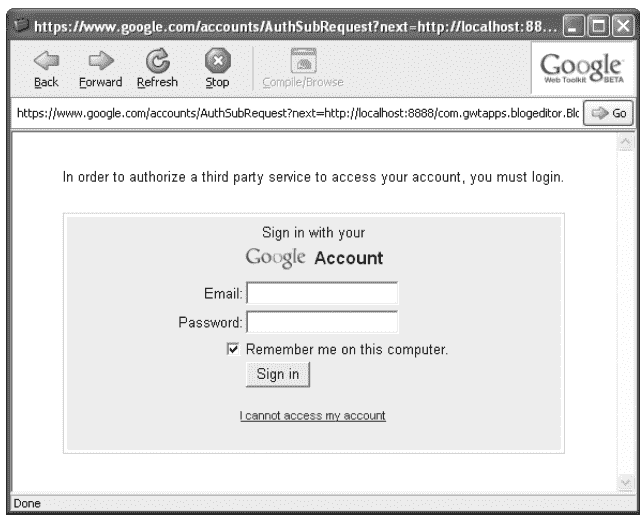 https://www.google.com/accounts/AuthSubRequest?next=http://localhost:88...
Back Forward Refresh Stop Compile/Browse
Google
Web Toolkit BETA
https://www.google.com/accounts/AuthSubRequest?next=http://localhost:8888/com.gwtapps.blogeditor.Blc Go
In order to authorize a third party service to access your account, you must login.
Sign in with your
Google Account
Email:
Password:
Remember me on this computer.
Sign in
I cannot access my account
Done